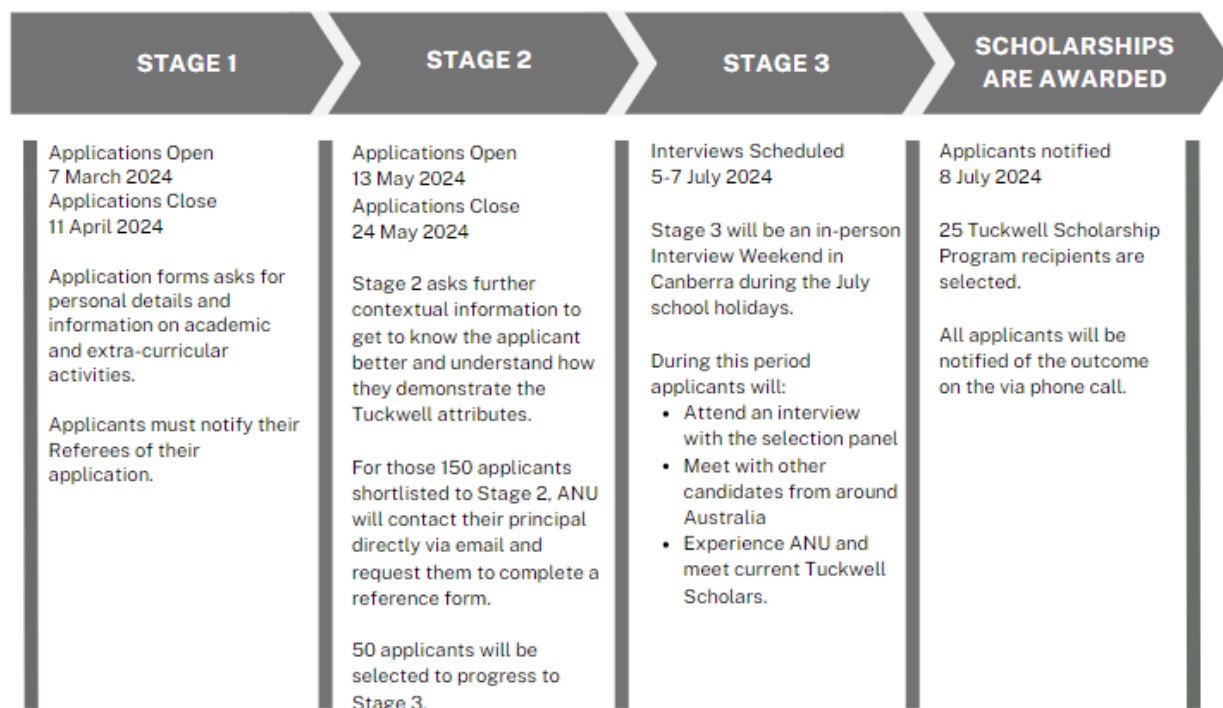 STAGE 1
Applications Open
7 March 2024
Applications Close
11 April 2024
Application forms asks for
personal details and
information on academic
and extra-curricular
activities.
Applicants must notify their
Referees of their
application.
STAGE 2
Applications Open
13 May 2024
Applications Close
24 May 2024
Stage 2 asks further
contextual information to
get to know the applicant
better and understand how
they demonstrate the
Tuckwell attributes.
For those 150 applicants
shortlisted to Stage 2, ANU
will contact their principal
directly via email and
request them to complete a
reference form.
50 applicants will be
selected to progress to
Stage 3.
STAGE 3
Interviews Scheduled
5-7 July 2024
Stage 3 will be an in-person
Interview Weekend in
Canberra during the July
school holidays.
During this period
applicants will:
• Attend an interview
with the selection panel
• Meet with other
candidates from around
Australia
• Experience ANU and
meet current Tuckwell
Scholars.
SCHOLARSHIPS
ARE AWARDED
Applicants notified
8 July 2024
25 Tuckwell Scholarship
Program recipients are
selected.
All applicants will be
notified of the outcome
on the via phone call.